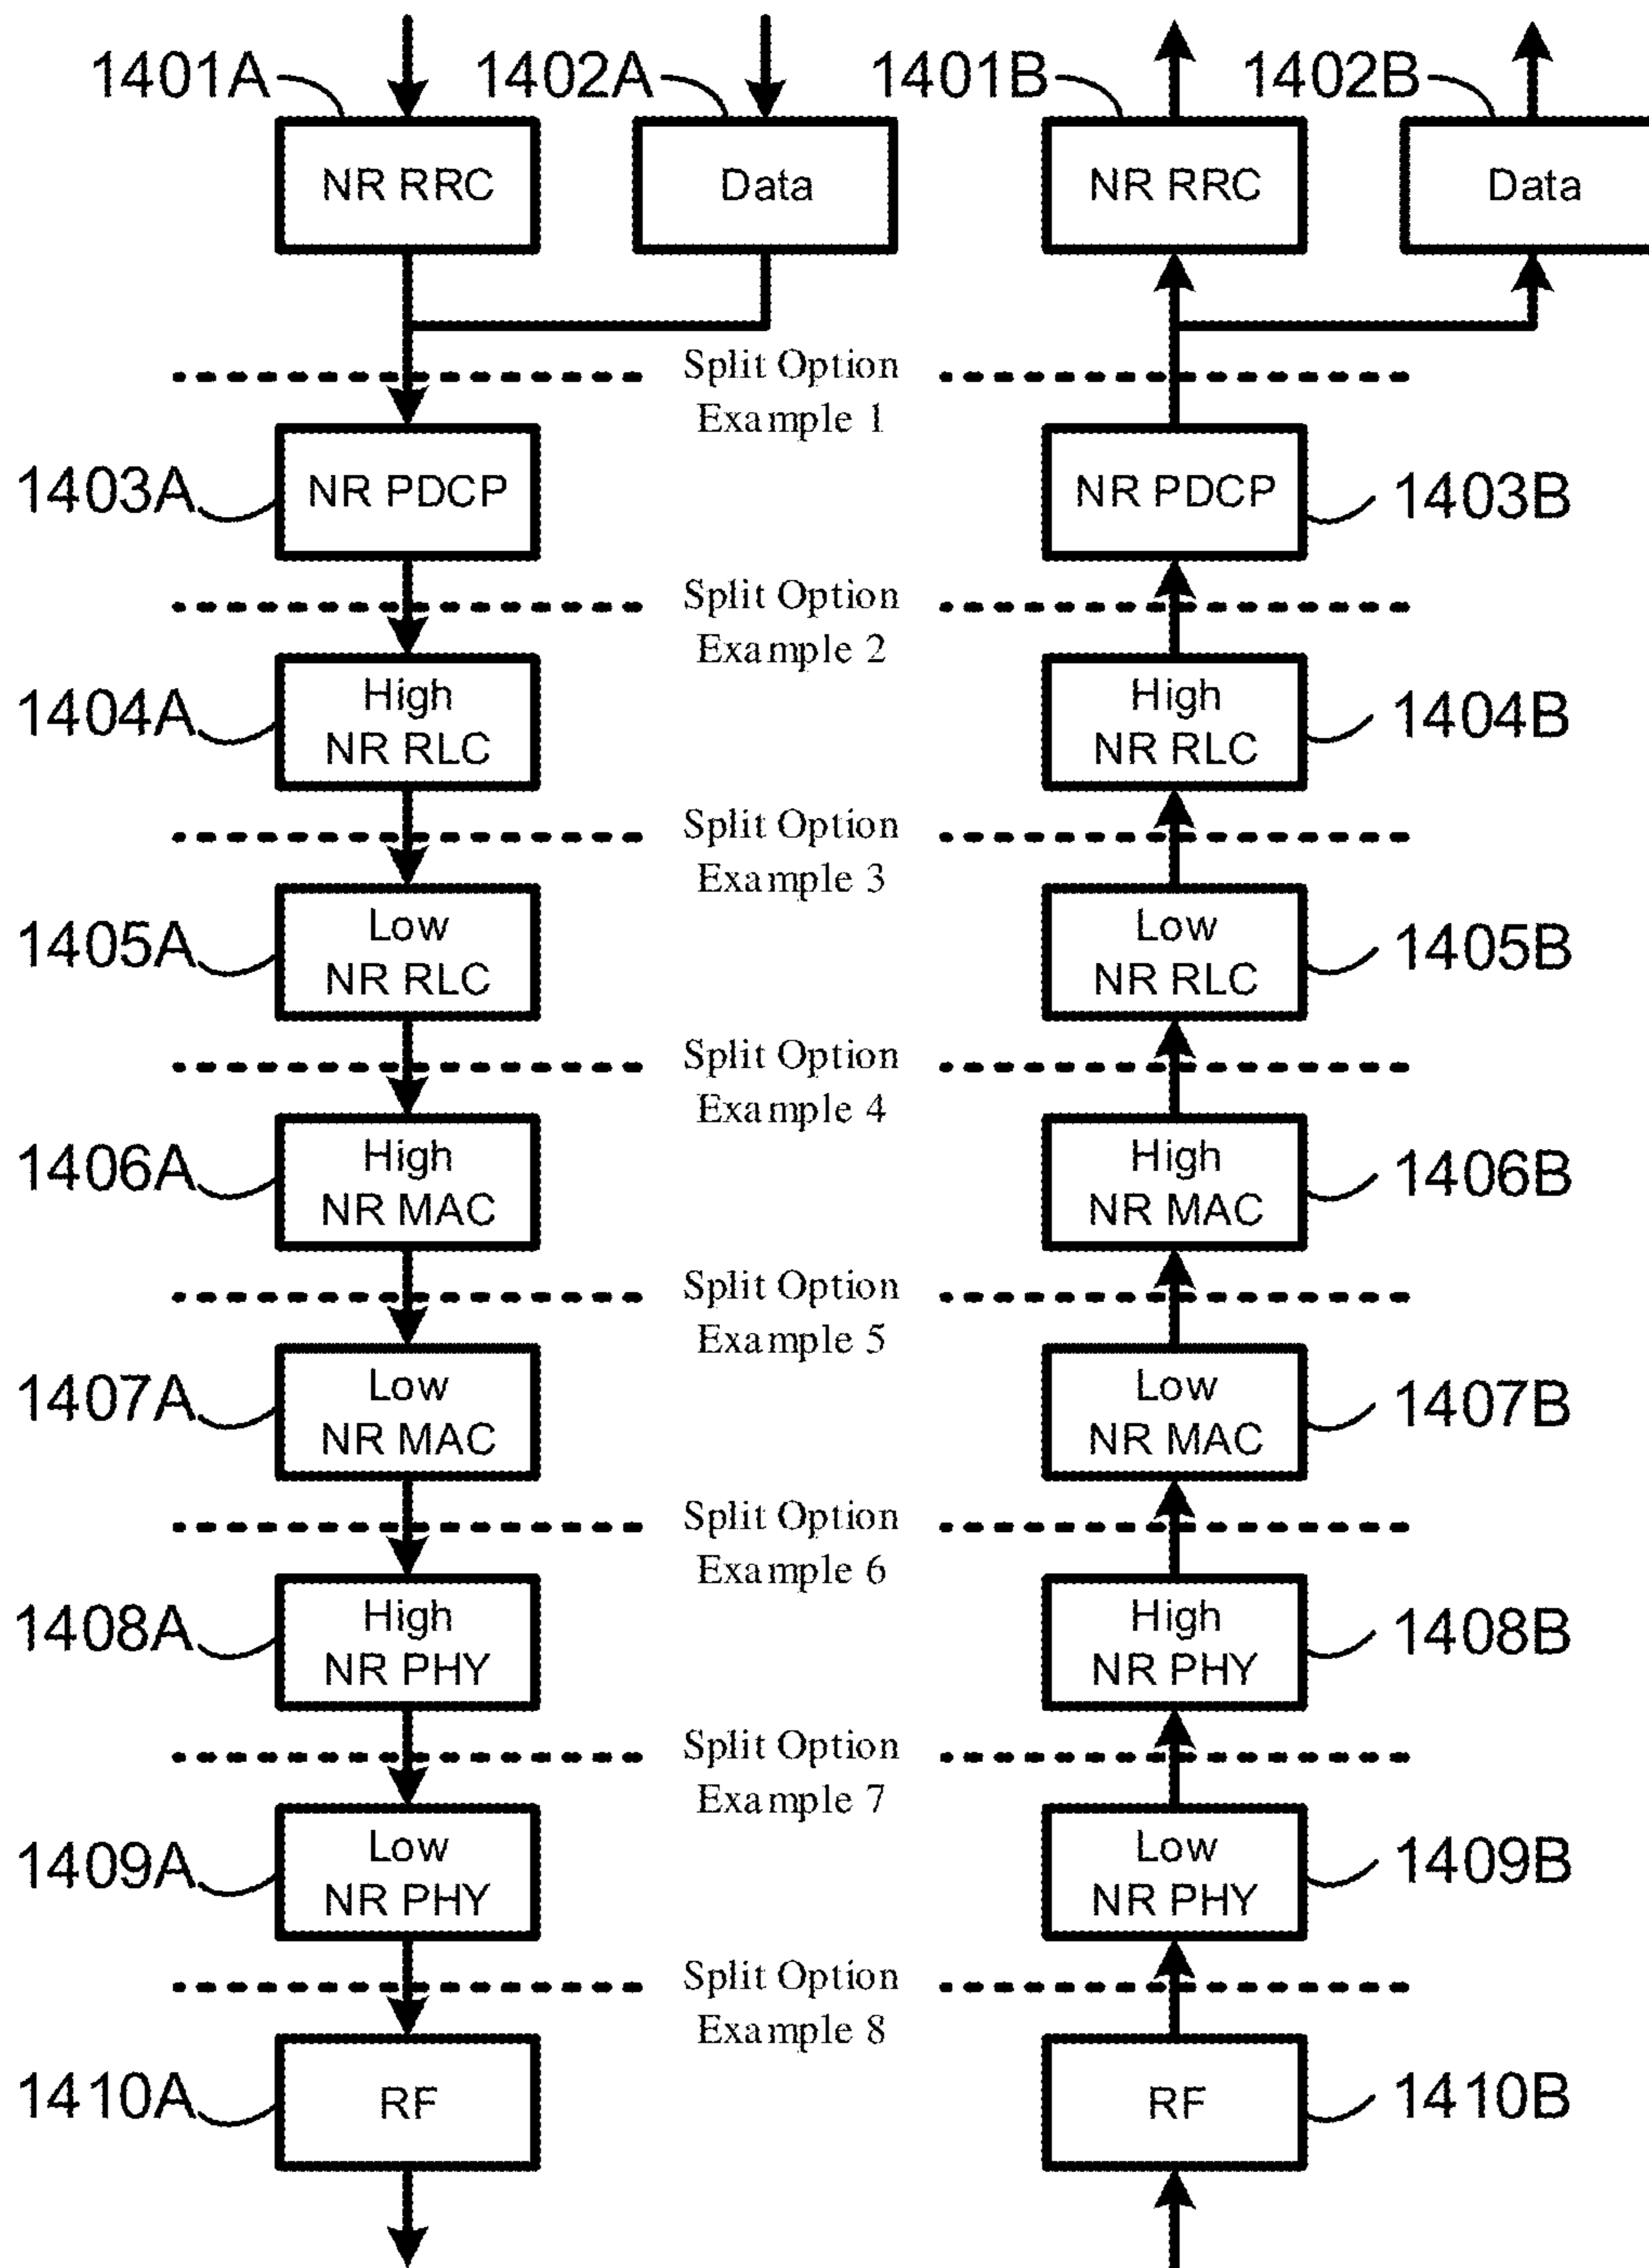 1401A 1402A 1401B 1402B
NR RRC Data NR RRC Data
Split Option
Example 1
1403A NR PDCP NR PDCP 1403B
Split Option
Example 2
1404A High NR RLC High NR RLC 1404B
Split Option
Example 3
1405A Low NR RLC Low NR RLC 1405B
Split Option
Example 4
1406A High NR MAC High NR MAC 1406B
Split Option
Example 5
1407A Low NR MAC Low NR MAC 1407B
Split Option
Example 6
1408A High NR PHY High NR PHY 1408B
Split Option
Example 7
1409A Low NR PHY Low NR PHY 1409B
Split Option
Example 8
1410A RF RF 1410B